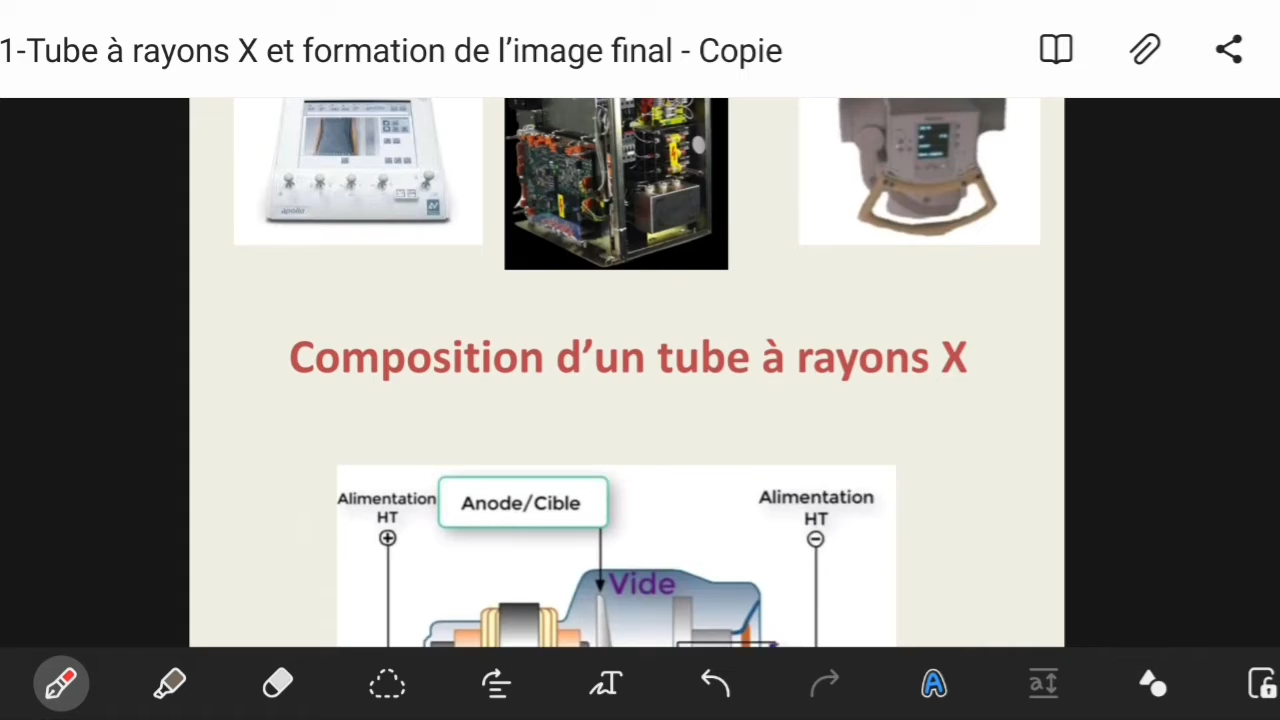 1-Tube à rayons X et formation de l’image final - Copie
apollo
Composition d’un tube à rayons X
Alimentation
HT
+
Anode/Cible
Alimentation
HT
−
Vide